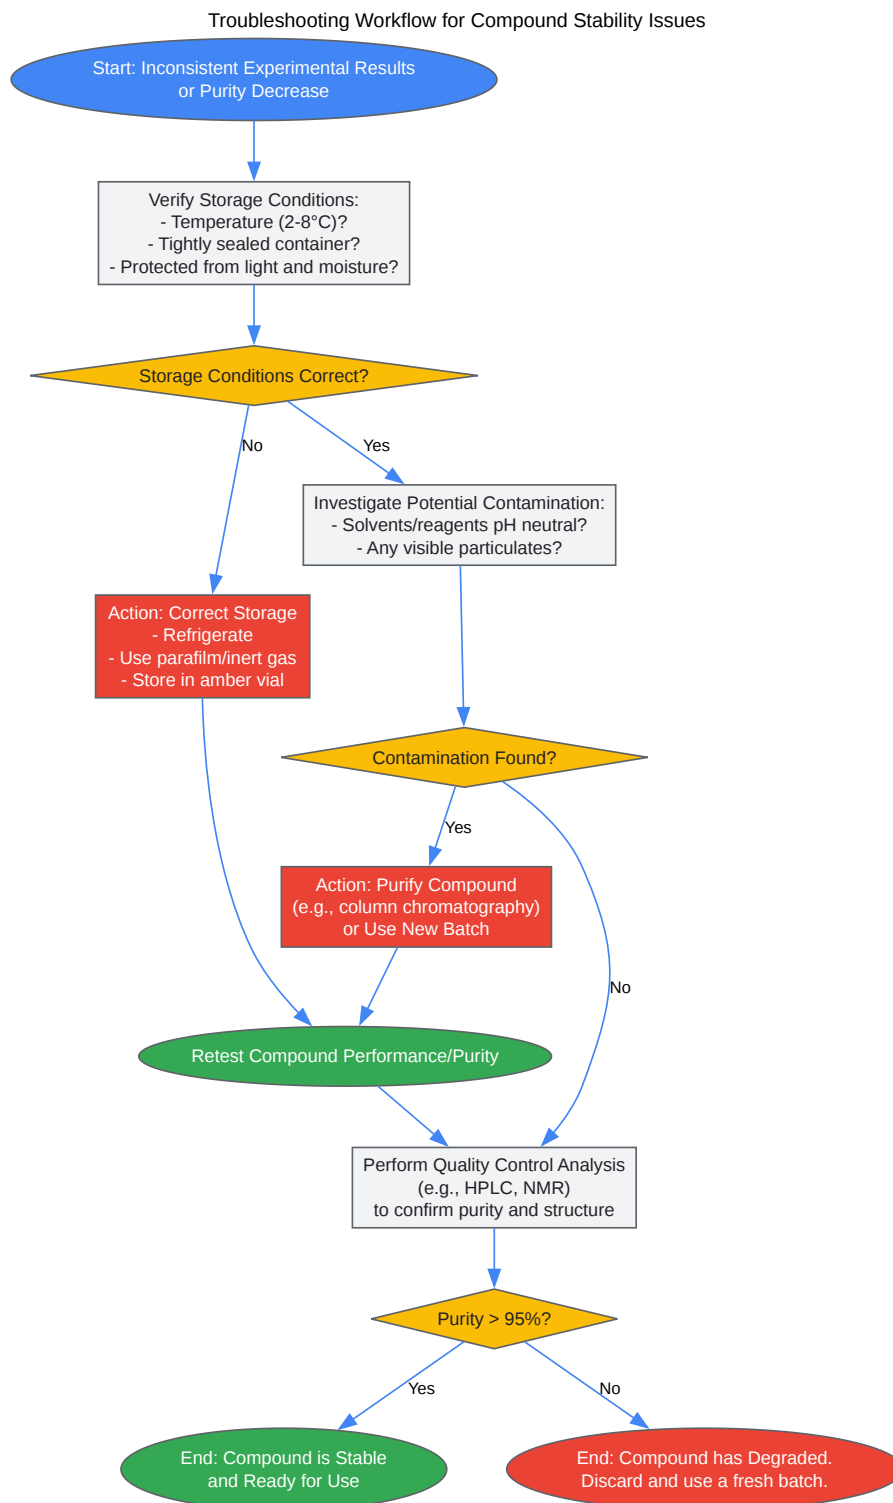 Troubleshooting Workflow for Compound Stability Issues
Start: Inconsistent Experimental Results
or Purity Decrease
Verify Storage Conditions:
- Temperature (2-8°C)?
- Tightly sealed container?
- Protected from light and moisture?
Storage Conditions Correct?
No
Yes
Investigate Potential Contamination:
- Solvents/reagents pH neutral?
- Any visible particulates?
Action: Correct Storage
- Refrigerate
- Use parafilm/inert gas
- Store in amber vial
Contamination Found?
Yes
Action: Purify Compound
(e.g., column chromatography)
or Use New Batch
No
Retest Compound Performance/Purity
Perform Quality Control Analysis
(e.g., HPLC, NMR)
to confirm purity and structure
Purity > 95%?
Yes
No
End: Compound is Stable
and Ready for Use
End: Compound has Degraded.
Discard and use a fresh batch.